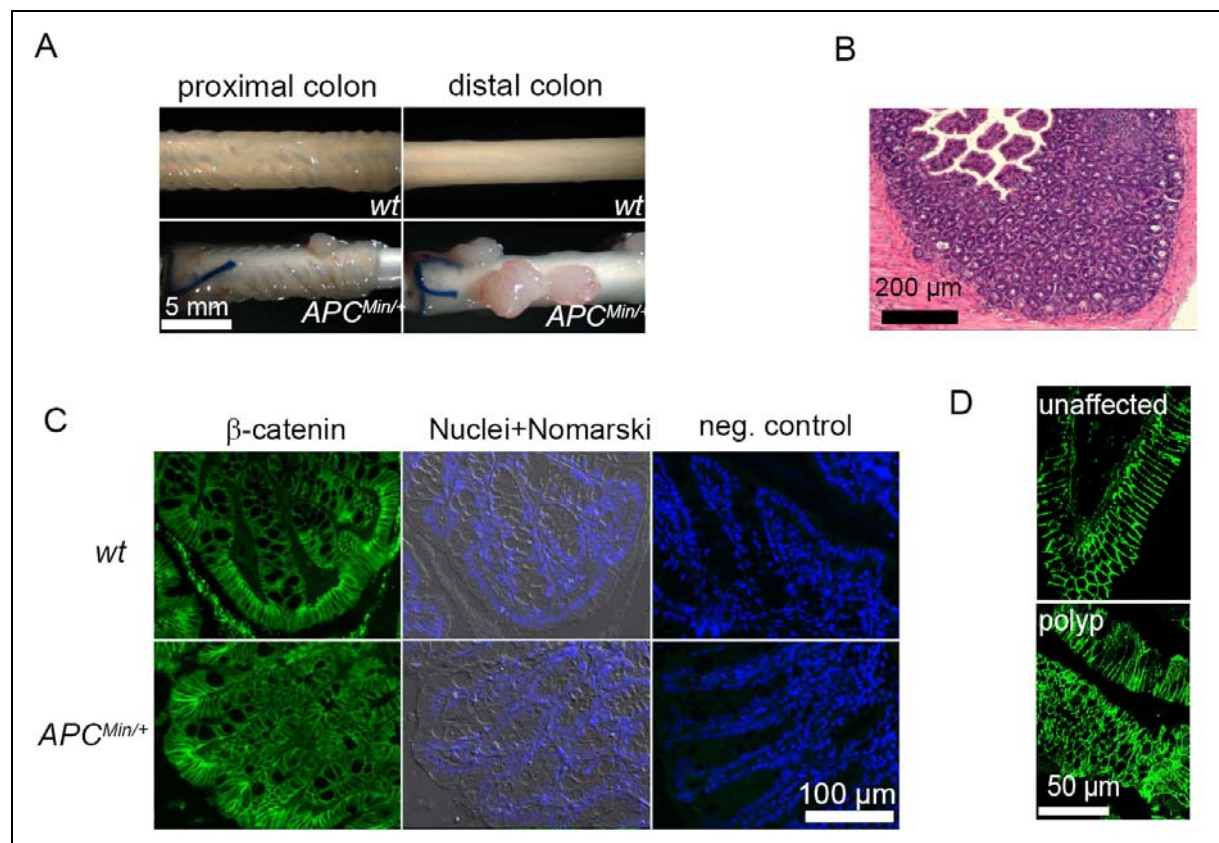 A
proximal colon distal colon
wt wt
5 mm
APC^Min/+ APC^Min/+
B
200 µm
C
β-catenin Nuclei+Nomarski neg. control
wt
APC^Min/+
100 µm
D
unaffected
polyp
50 µm